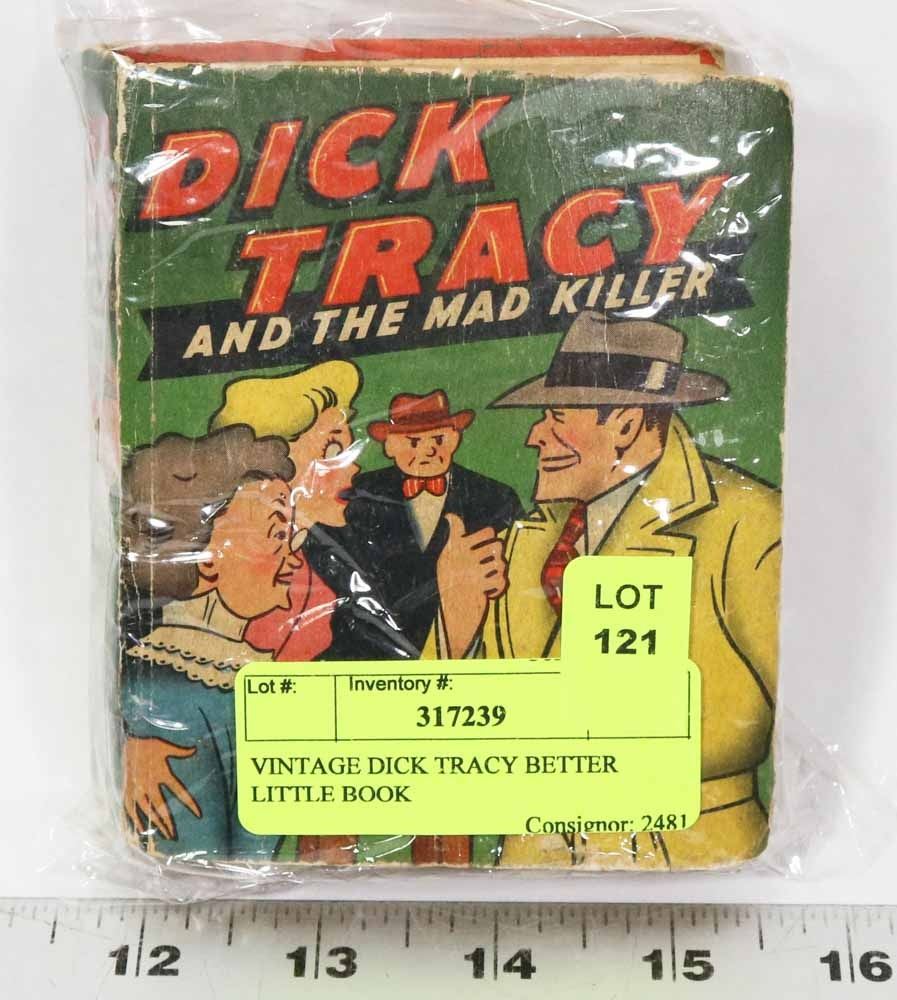 DICK
TRACY
AND THE MAD KILLER
LOT
121
Lot #:
Inventory #:
317239
VINTAGE DICK TRACY BETTER
LITTLE BOOK
Consignor: 2481
12 13 14 15 16